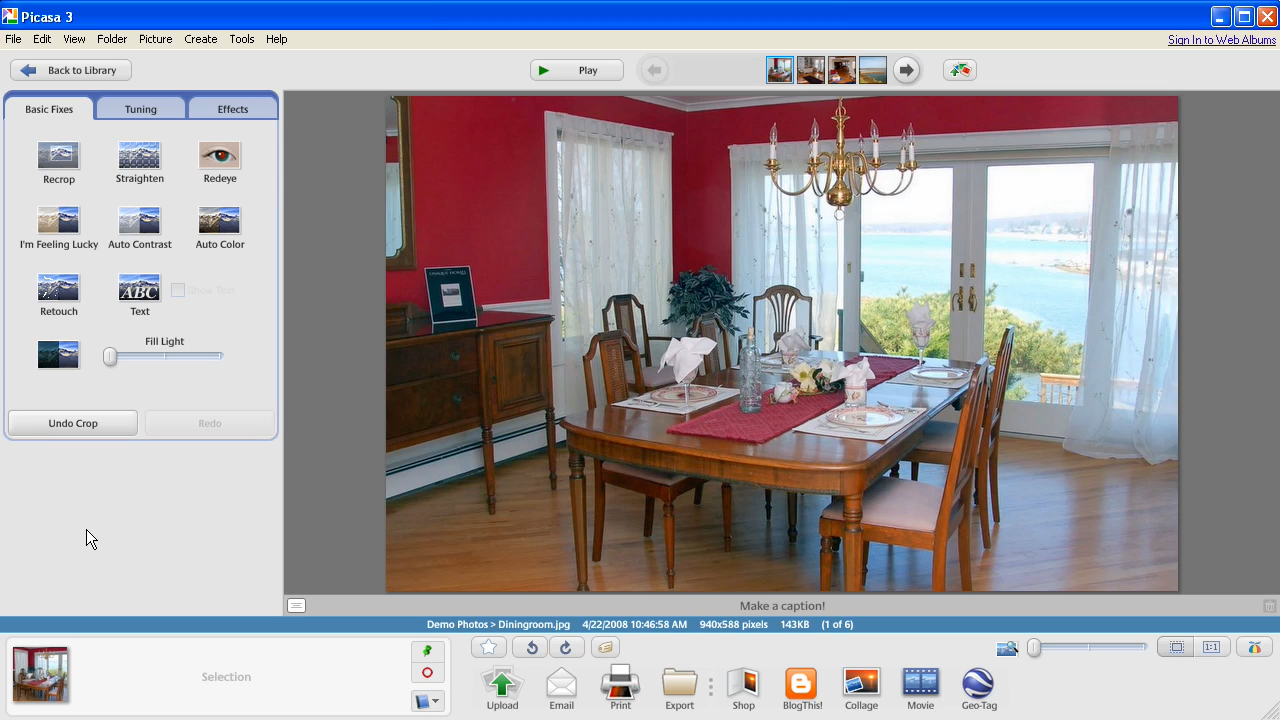 Picasa 3
File Edit View Folder Picture Create Tools Help
Sign In to Web Albums
Back to Library
Play
Basic Fixes
Tuning
Effects
Recrop
Straighten
Redeye
I'm Feeling Lucky
Auto Contrast
Auto Color
ABC
Retouch
Text
Show Text
Fill Light
Undo Crop
Redo
Make a caption!
Demo Photos > Diningroom.jpg 4/22/2008 10:46:58 AM 940x588 pixels 143KB (1 of 6)
Selection
1:1
Upload
Email
Print
Export
Shop
BlogThis!
Collage
Movie
Geo-Tag